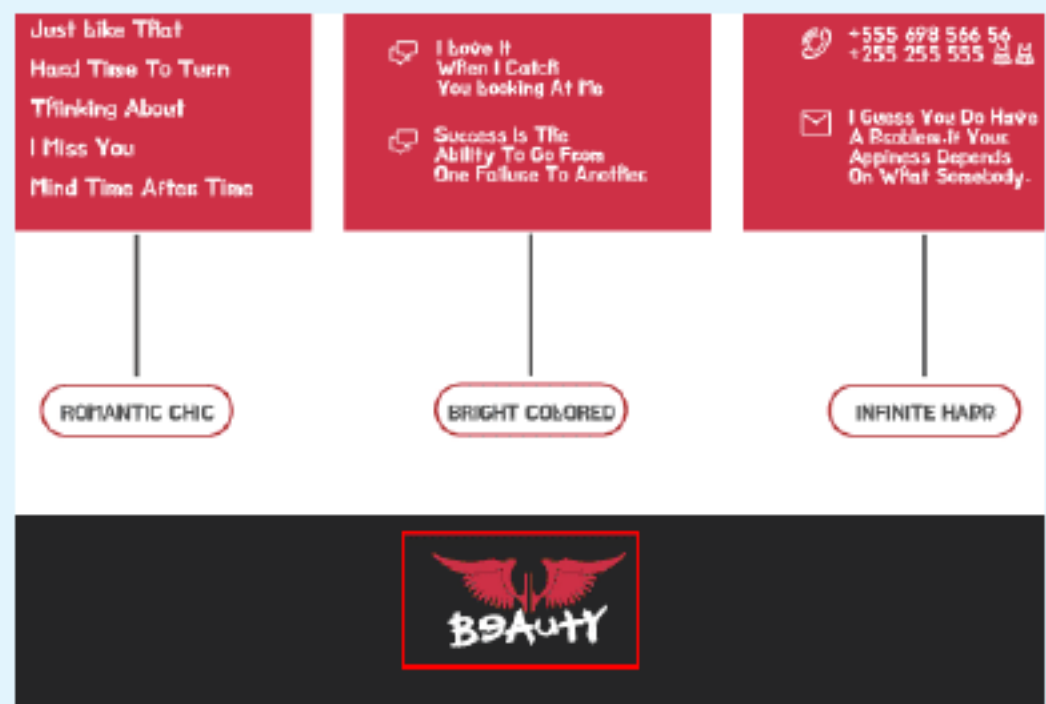 Just Like That
Hard Time To Turn
Thinking About
I Miss You
Mind Time After Time
I Love It
When I Catch
You Looking At Me
Success Is The
Ability To Go From
One Failure To Another.
+555 698 566 56
+255 255 555
I Guess You Do Have
A Broblem.If Your
Appiness Depends
On What Somebody.
ROMANTIC CHIC
BRIGHT COLORED
INFINITE HAPP
BEAUTY